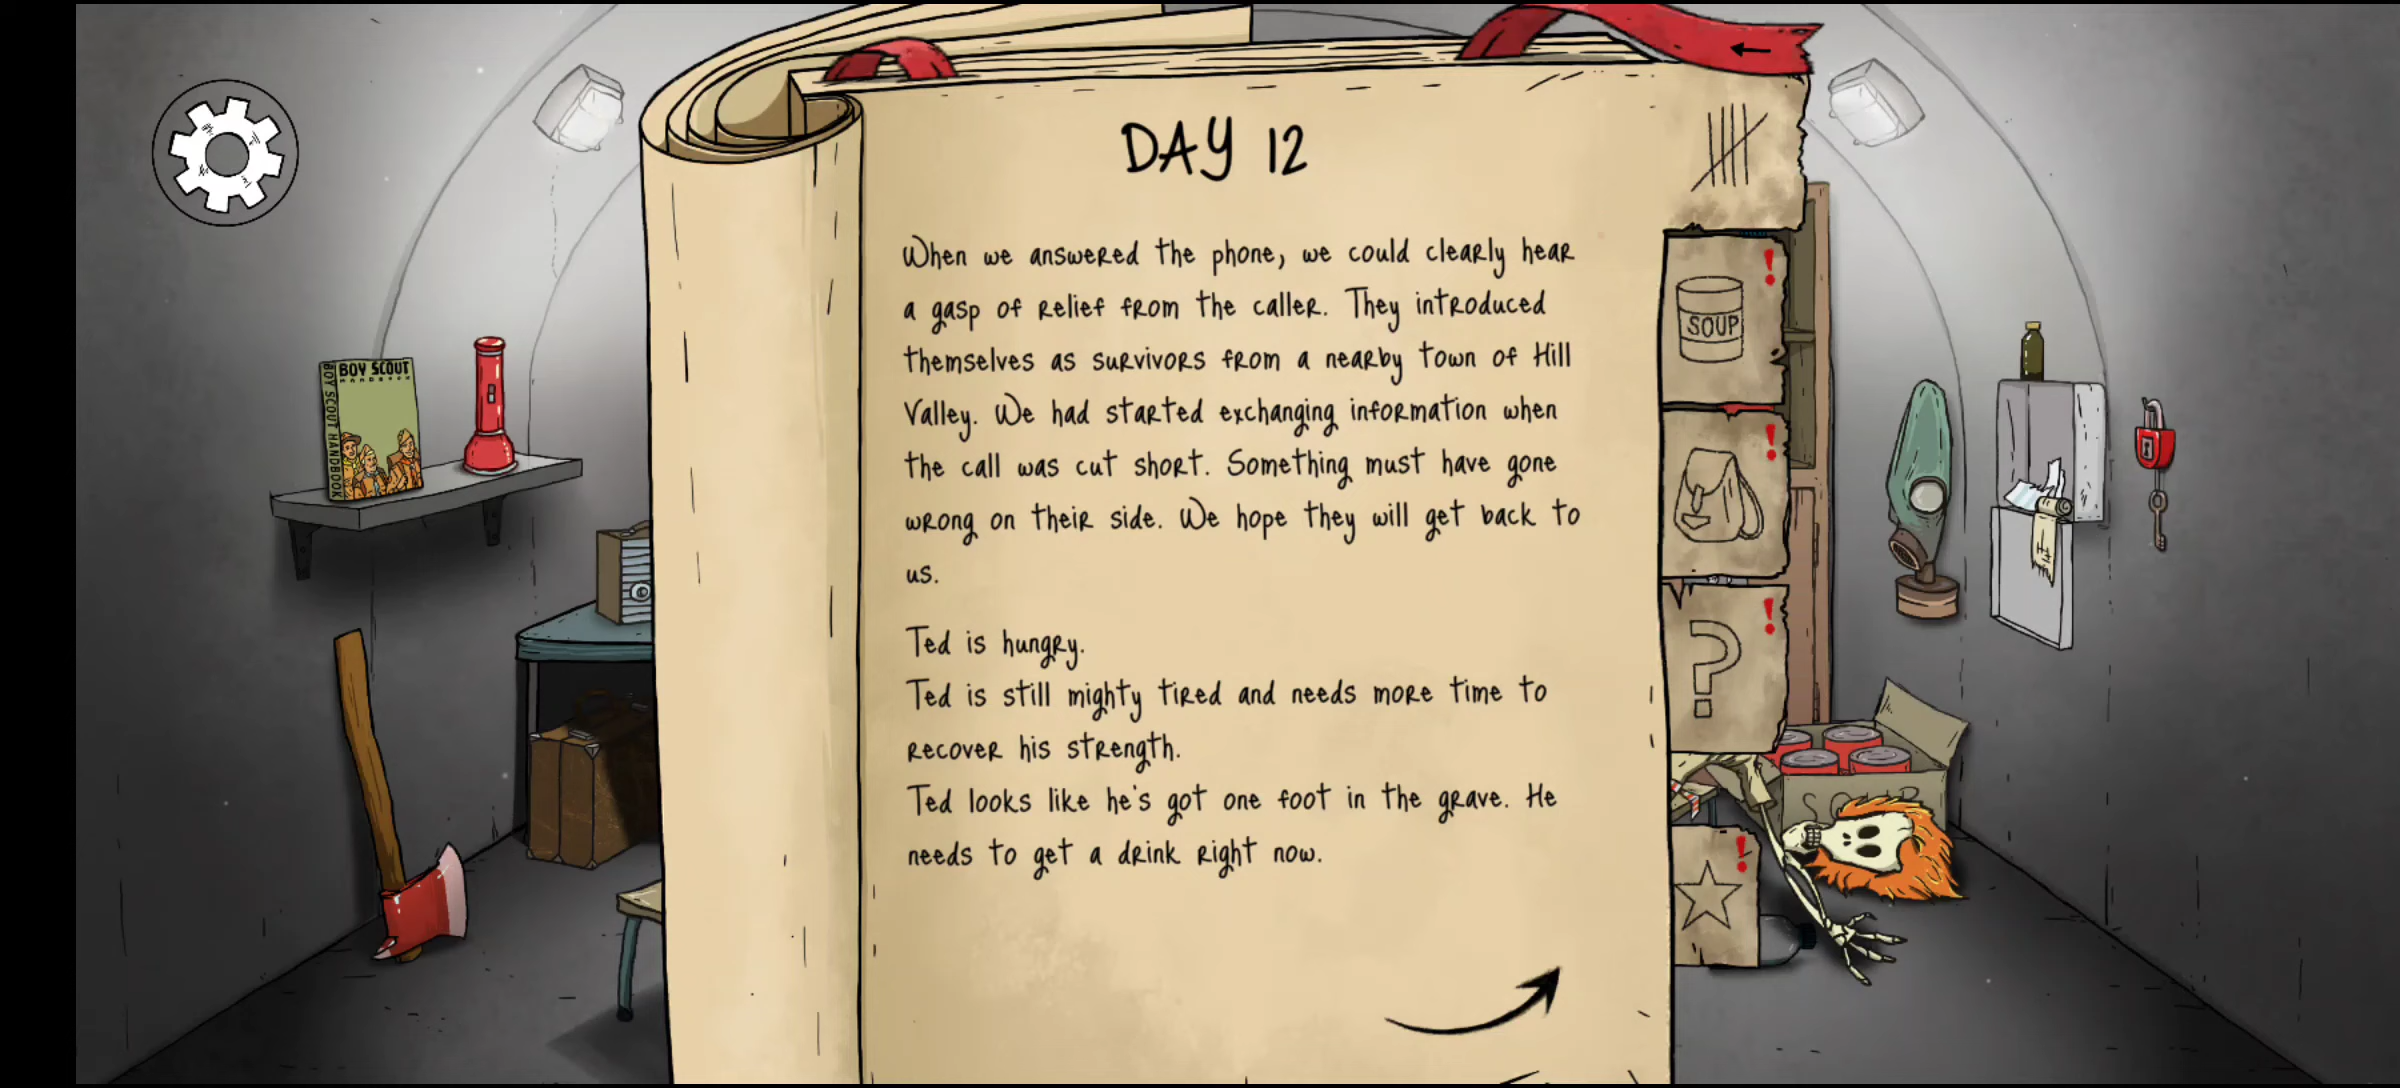 DAY 12
When we answered the phone, we could clearly hear
a gasp of relief from the caller. They introduced
themselves as survivors from a nearby town of Hill
Valley. We had started exchanging information when
the call was cut short. Something must have gone
wrong on their side. We hope they will get back to
us.
Ted is hungry.
Ted is still mighty tired and needs more time to
recover his strength.
Ted looks like he's got one foot in the grave. He
needs to get a drink right now.
BOY SCOUT
HANDBOOK
BOY SCOUT HANDBOOK
!
SOUP
!
!
?
!
SOUP